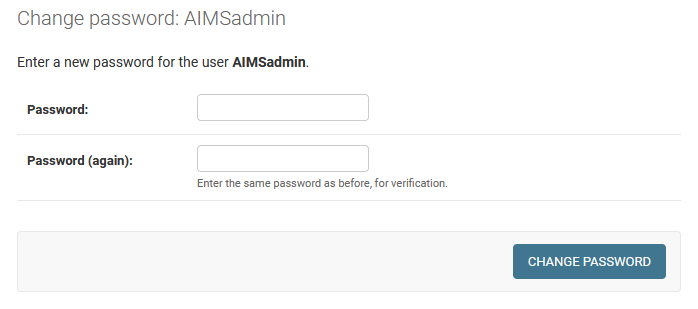 Change password: AIMSadmin
Enter a new password for the user AIMSadmin.
Password:
Password (again):
Enter the same password as before, for verification.
CHANGE PASSWORD